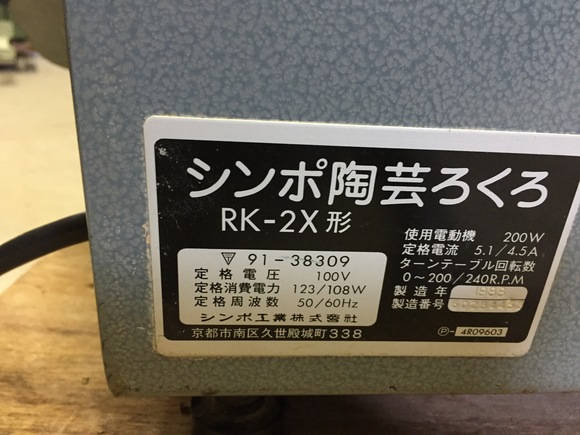 シンポ陶芸ろくろ
RK-2X形
▽ 91-38309
定格電圧 100V
定格消費電力 123/108W
定格周波数 50/60Hz
シンポ工業株式会社
京都市南区久世殿城町338
使用電動機 200W
定格電流 5.1/4.5A
ターンテーブル回転数
0~200/240R.P.M
製造年
製造番号
Ⓟ- 4R09603